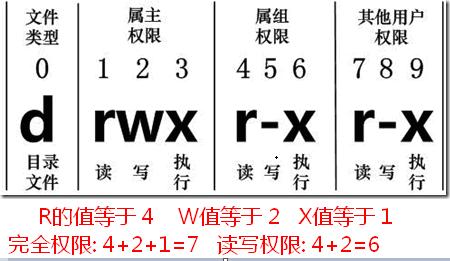 文件 属主 属组 其他用户
类型 权限 权限 权限
0 1 2 3 4 5 6 7 8 9
d rwx r-x r-x
目录 读 写 执 读 写 执 读 写 执
文件 行 行 行
R的值等于4 W值等于2 X值等于1
完全权限:4+2+1=7 读写权限:4+2=6